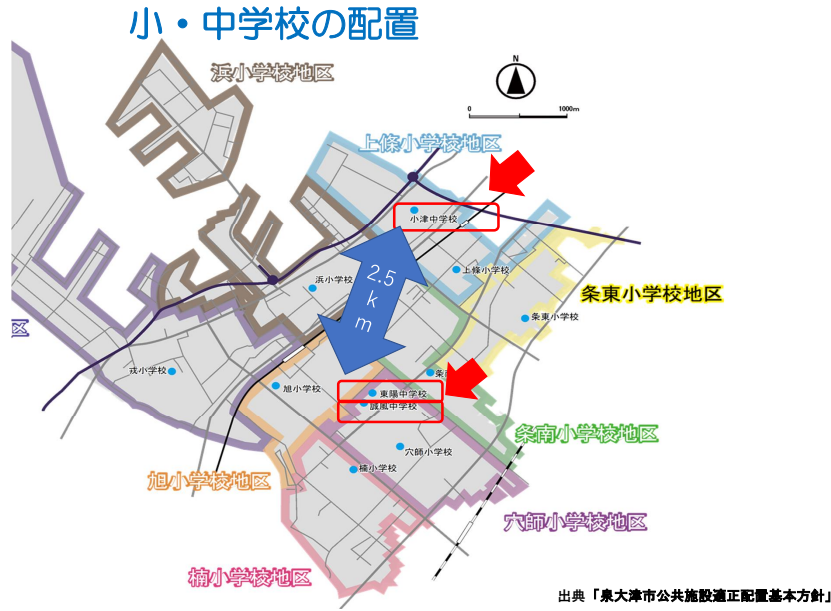 小・中学校の配置
浜小学校地区
N
0 1000m
上條小学校地区
小津中学校
上條小学校
浜小学校
2.5
k
m
条東小学校地区
条東小学校
区
戎小学校
旭小学校
条南
東陽中学校
誠風中学校
条南小学校地区
穴師小学校
楠小学校
旭小学校地区
穴師小学校地区
楠小学校地区
出典「泉大津市公共施設適正配置基本方針」